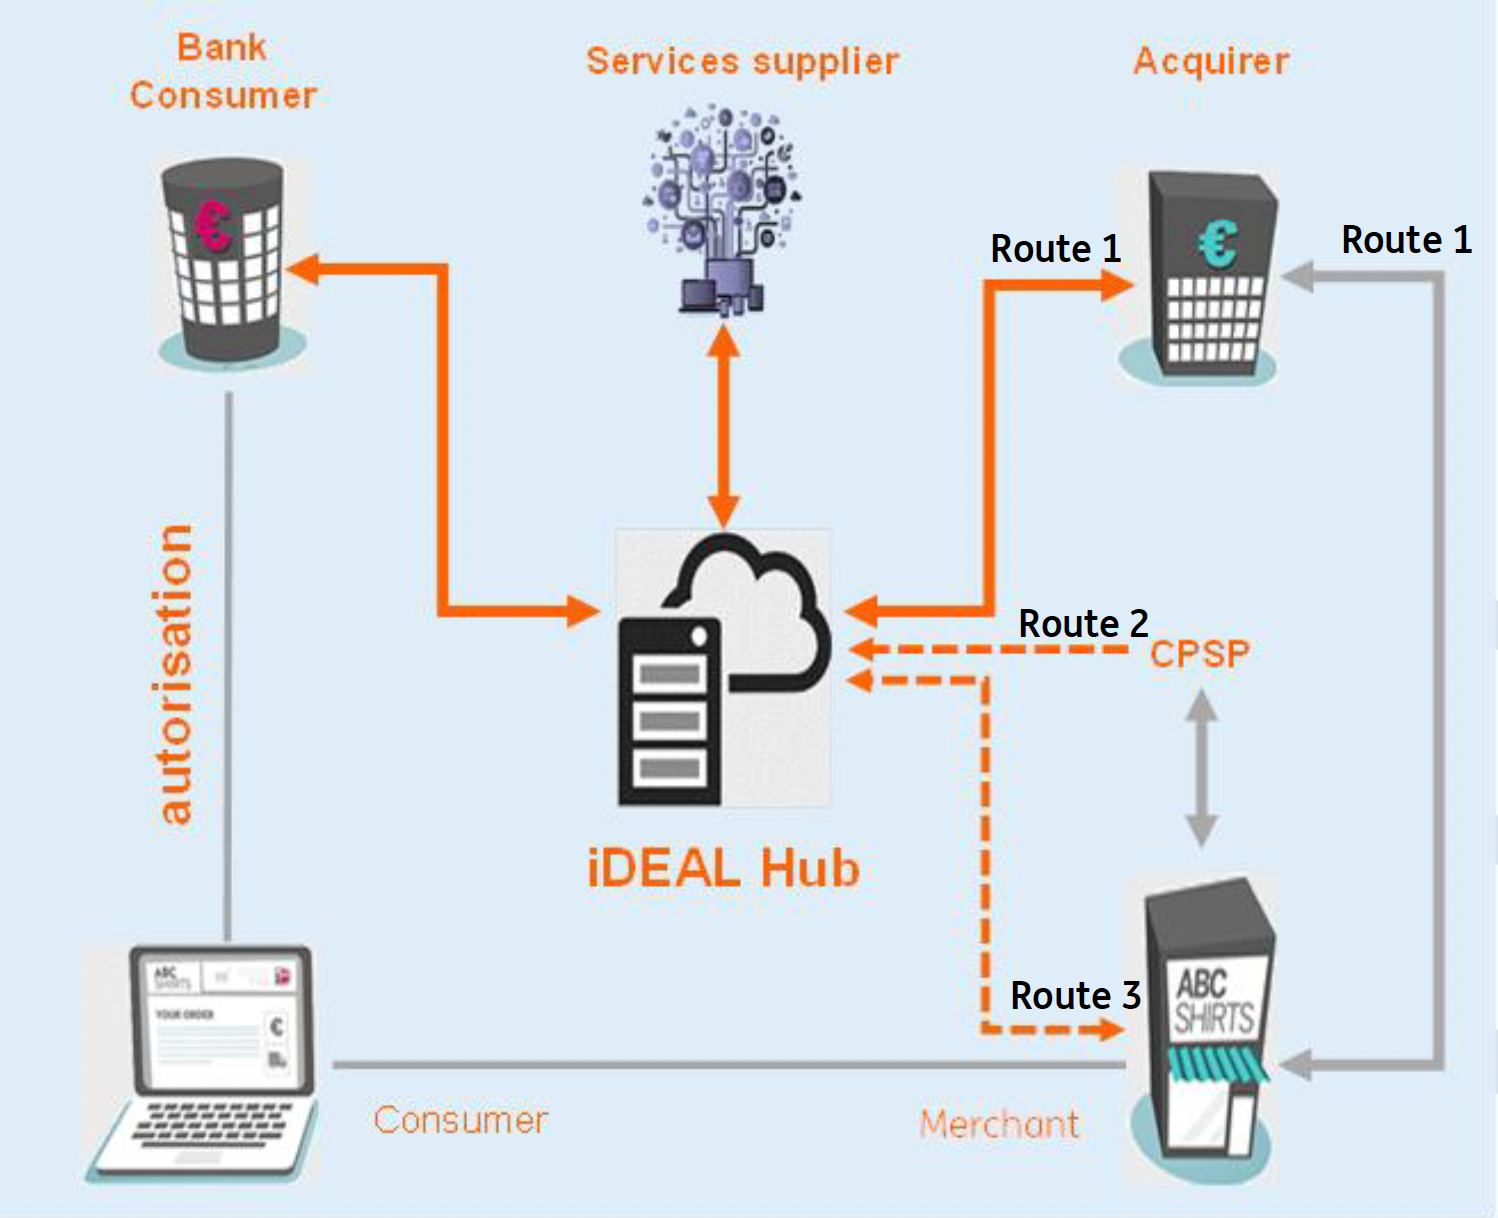 Bank
Consumer
Services supplier
Acquirer
Route 1
Route 1
autorisation
Route 2
CPSP
iDEAL Hub
Route 3
ABC
SHIRTS
ABC
SHIRTS
YOUR ORDER
Consumer
Merchant